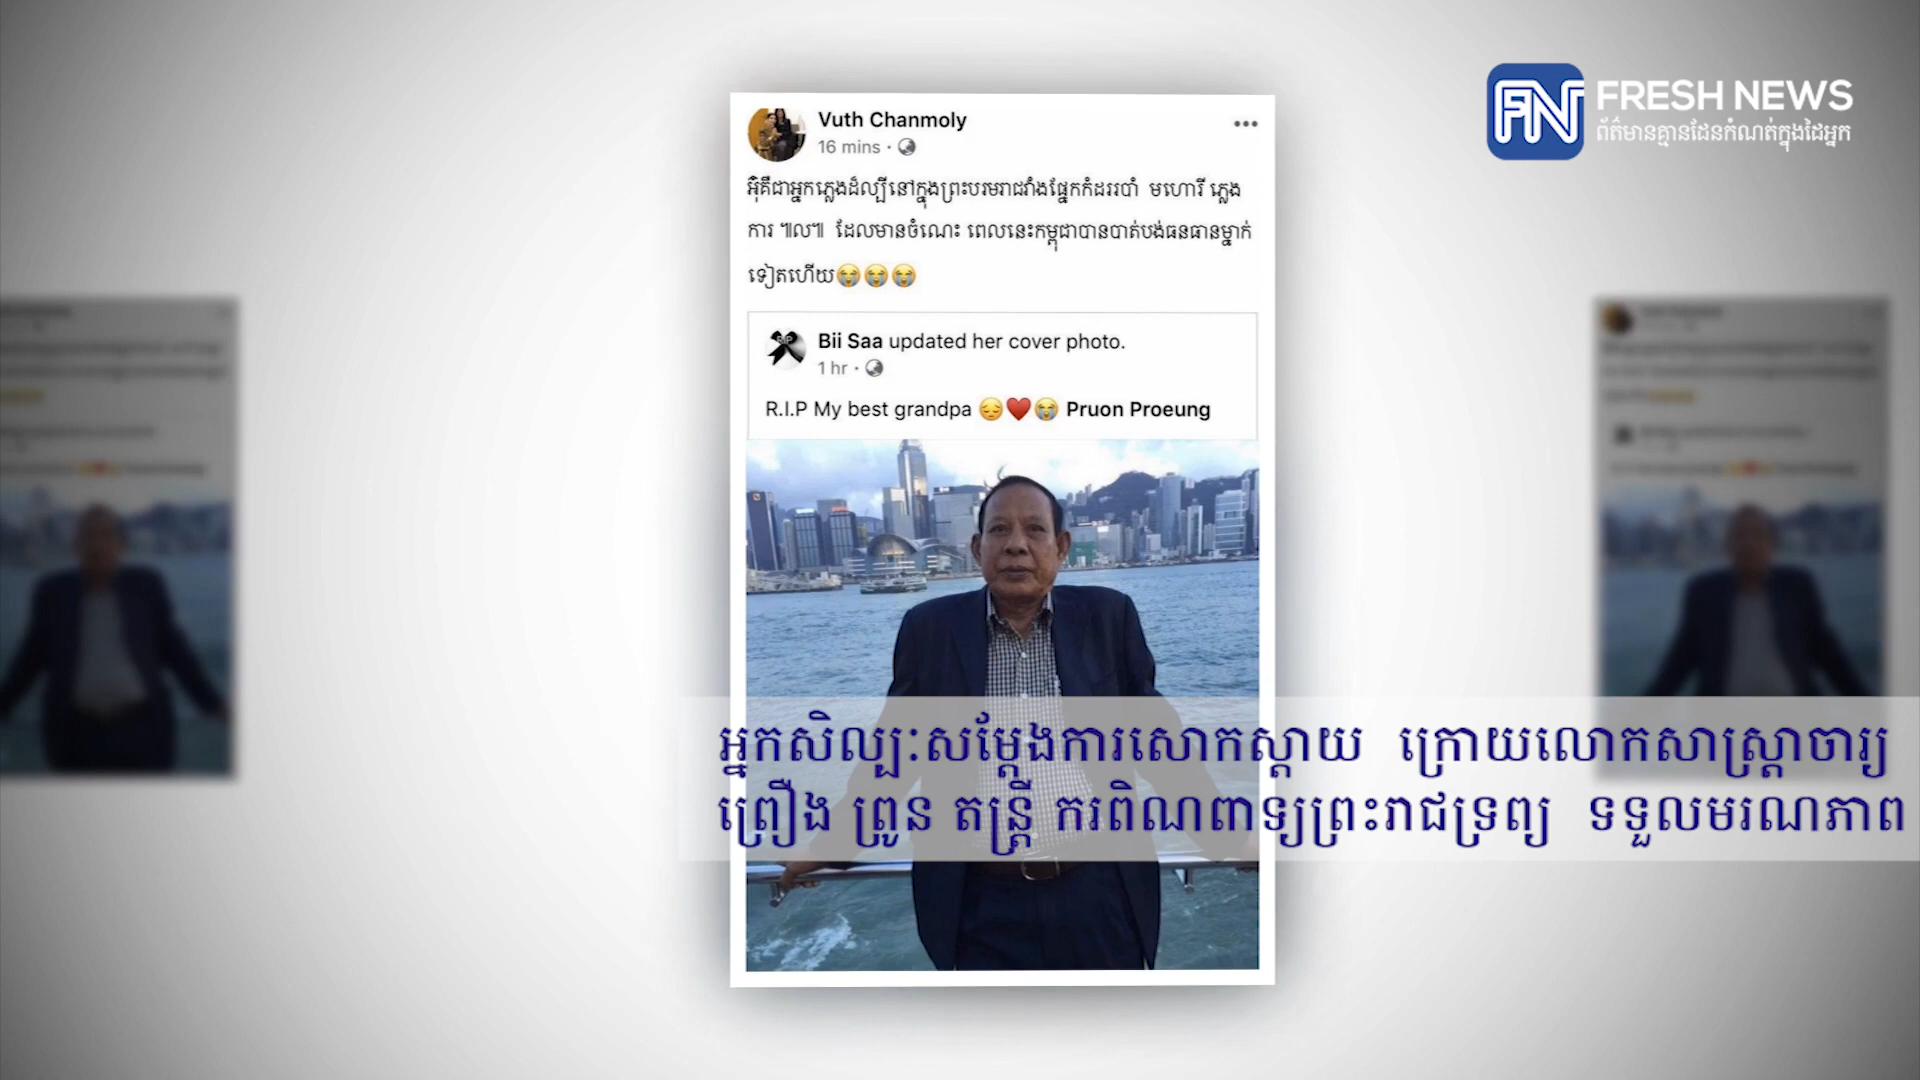 FRESH NEWS
ព័ត៌មានគ្មានដែនកំណត់ក្នុងដៃអ្នក
Vuth Chanmoly
16 mins ·
អ៊ុំគឺជាអ្នកភ្លេងដ៏ល្បីនៅក្នុងព្រះបរមរាជវាំងផ្នែកកំដររបាំ មហោរី ភ្លេង
ការ ៕ល៕ ដែលមានចំណេះ ពេលនេះកម្ពុជាបានបាត់បង់ធនធានម្នាក់
ទៀតហើយ😭😭😭
Bii Saa updated her cover photo.
1 hr ·
R.I.P My best grandpa 😔❤️😭 Pruon Proeung
អ្នកសិល្បៈសម្ដែងការសោកស្ដាយ ក្រោយលោកសាស្ត្រាចារ្យ
ព្រឿង ព្រួន តន្ត្រី ករពិណពាទ្យព្រះរាជទ្រព្យ ទទួលមរណភាព